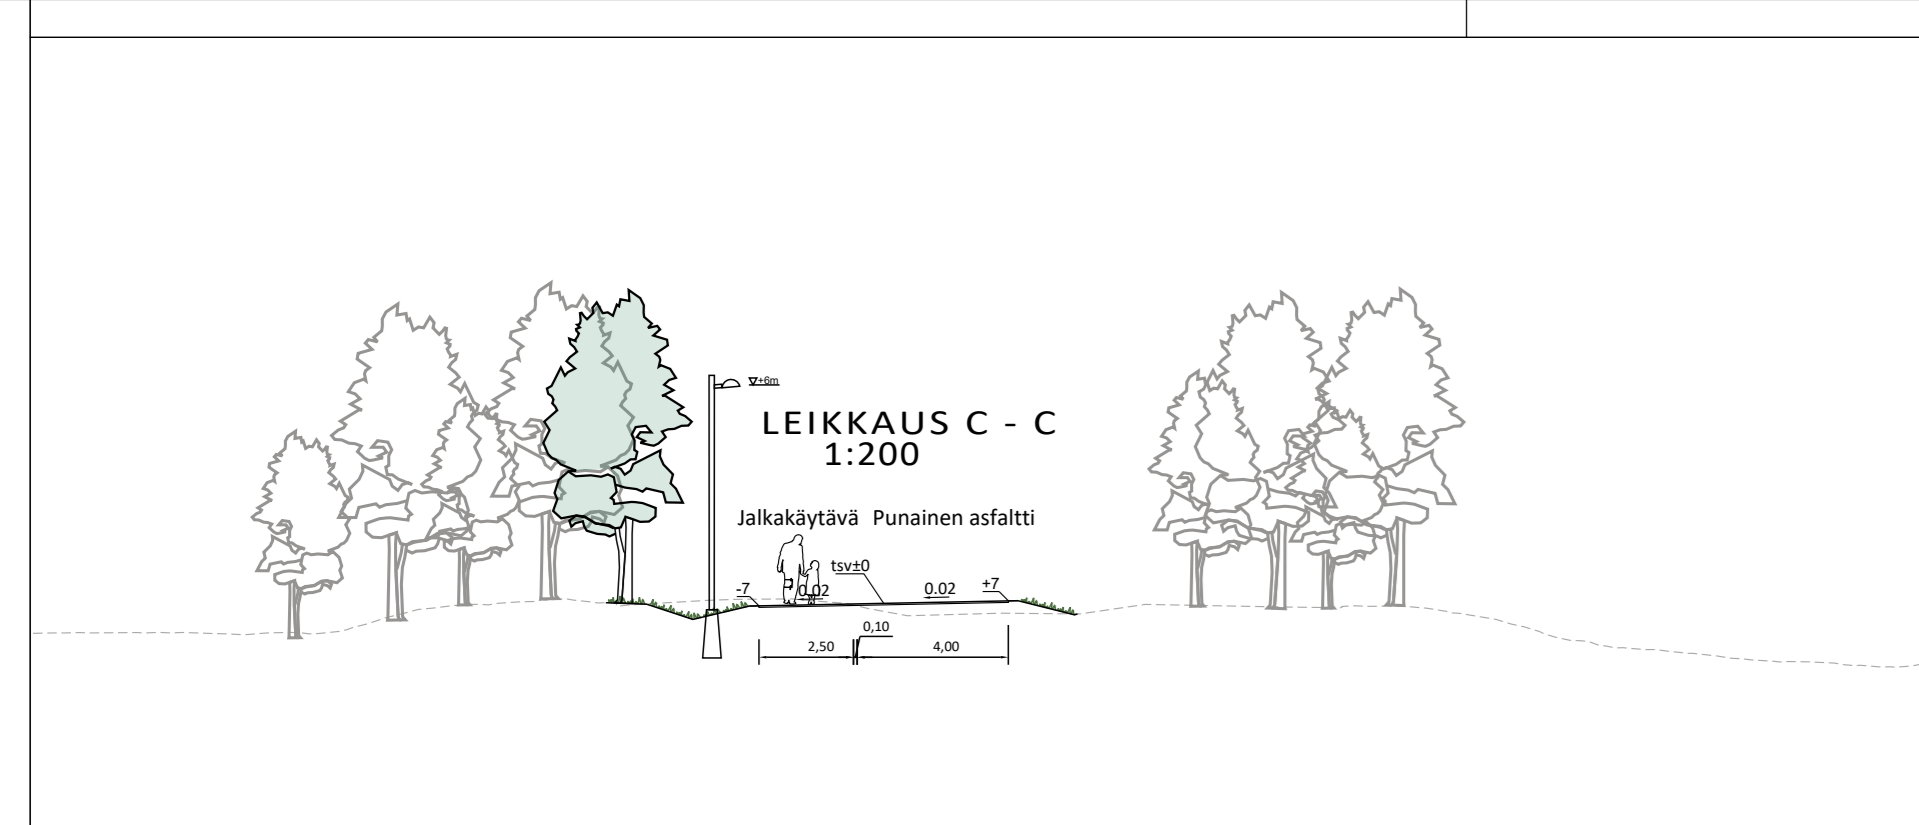 +6m
LEIKKAUS C - C
1:200
Jalkakäytävä Punainen asfaltti
tsv±0
-7 0.02 0.02 +7
0,10
2,50 4,00